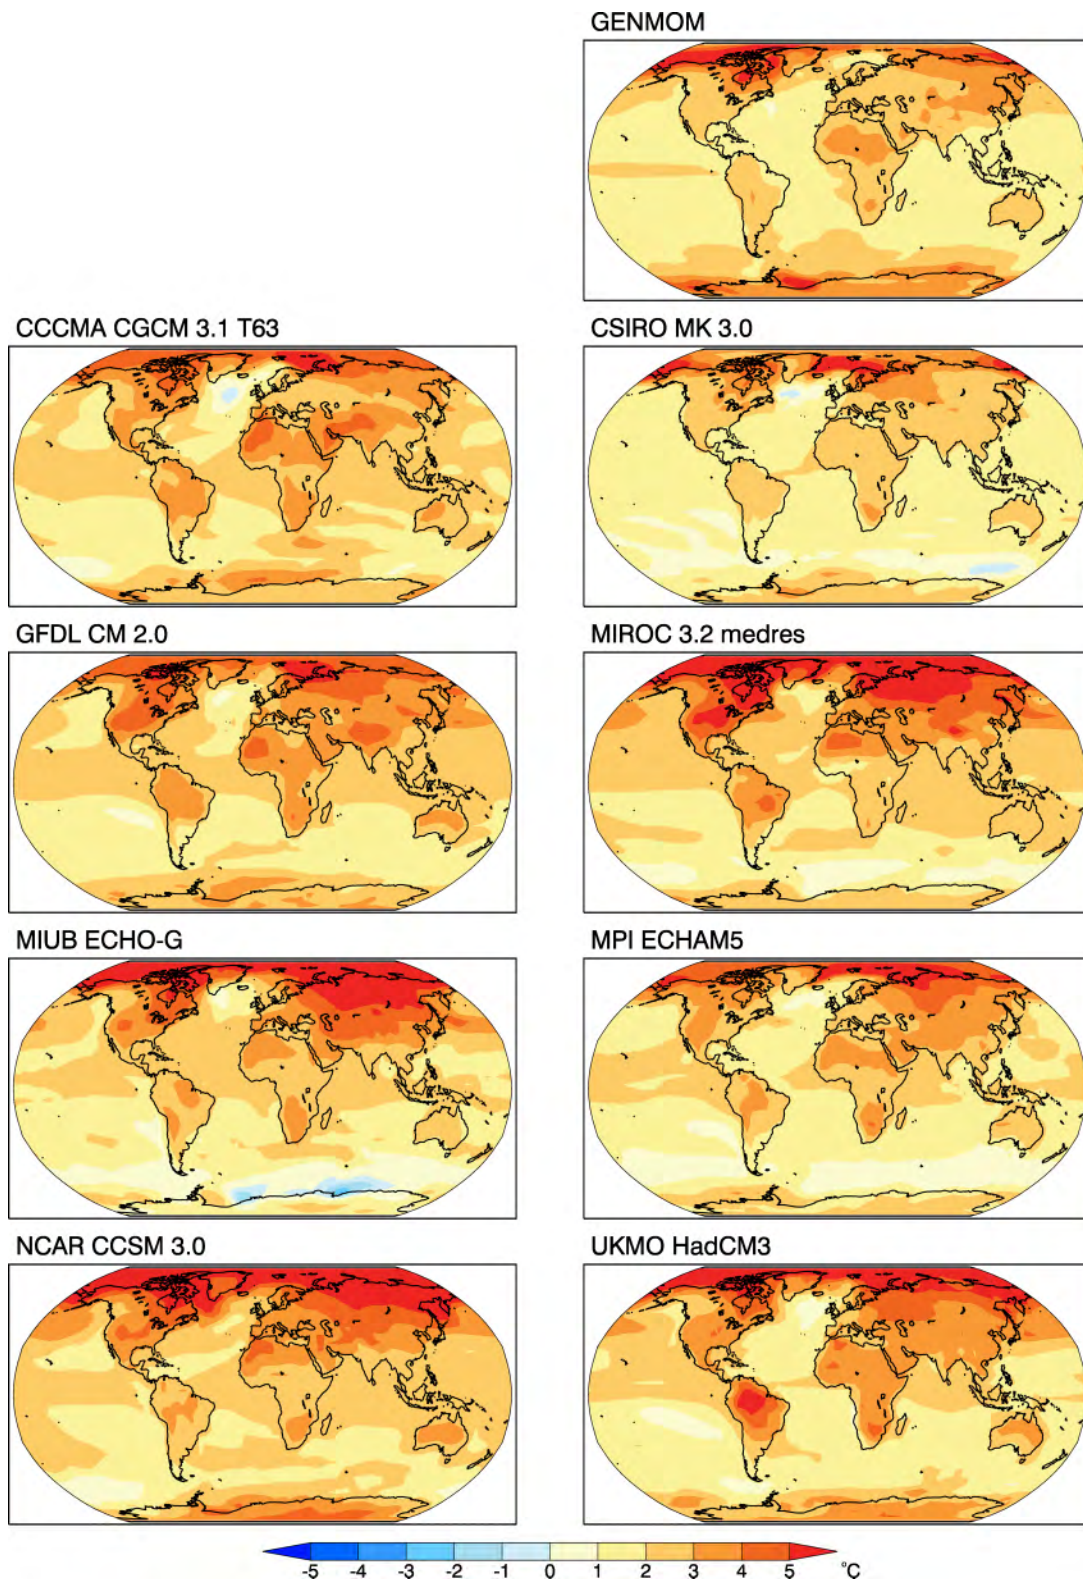 GENMOM
CCCMA CGCM 3.1 T63
CSIRO MK 3.0
GFDL CM 2.0
MIROC 3.2 medres
MIUB ECHO-G
MPI ECHAM5
NCAR CCSM 3.0
UKMO HadCM3
-5 -4 -3 -2 -1 0 1 2 3 4 5 °C